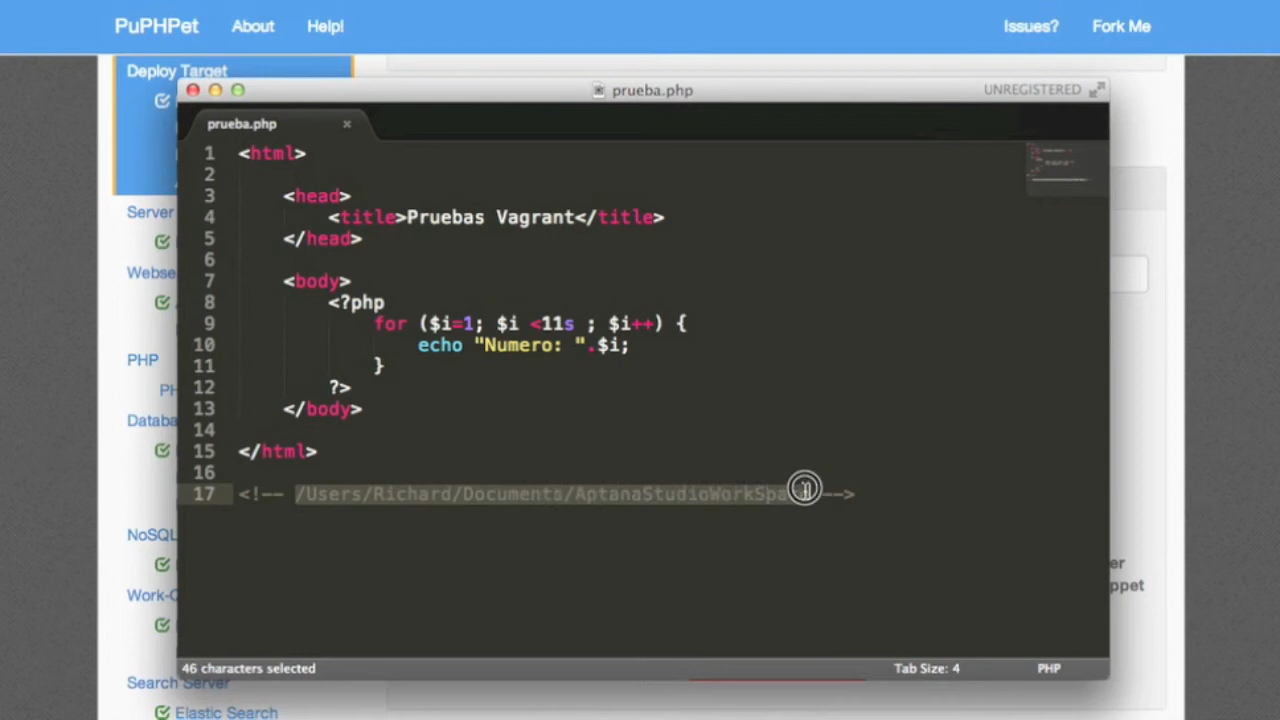 PuPHPet About Help! Issues? Fork Me
Deploy Target
prueba.php UNREGISTERED
prueba.php ×
1 <html>
2
3 <head>
4 <title>Pruebas Vagrant</title>
5 </head>
6
7 <body>
8 <?php
9 for ($i=1; $i <11s ; $i++) {
10 echo "Numero: ".$i;
11 }
12 ?>
13 </body>
14
15 </html>
16
17 <!-- /Users/Richard/Documents/AptanaStudioWorkSpa -->
46 characters selected Tab Size: 4 PHP
Server
Webse
PHP
PH
Databa
NoSQL
Work-Q
Search Server
Elastic Search
er
ppet